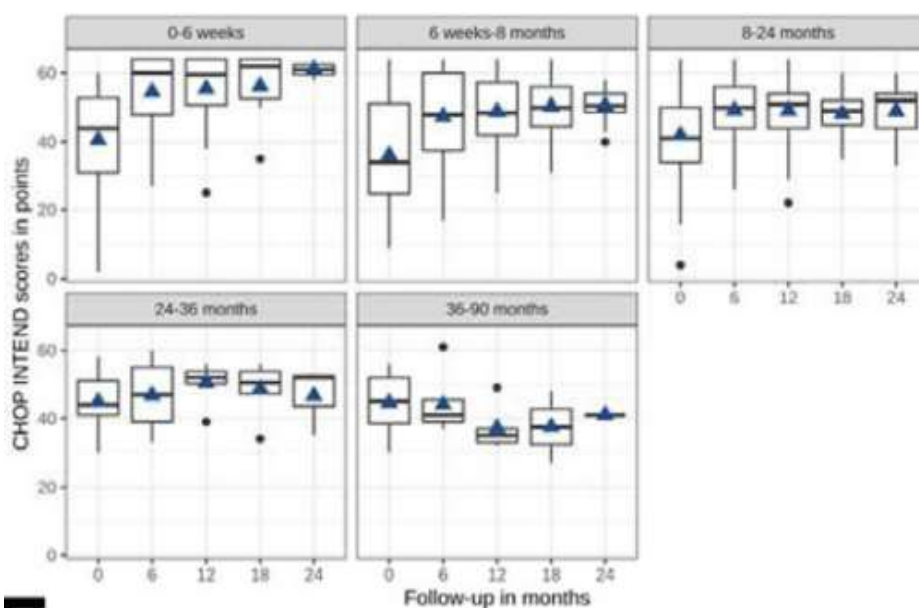 0-6 weeks
6 weeks-8 months
8-24 months
60
40
20
0
0 6 12 18 24
24-36 months
36-90 months
60
40
20
0
0 6 12 18 24
0 6 12 18 24
CHOP INTEND scores in points
Follow-up in months